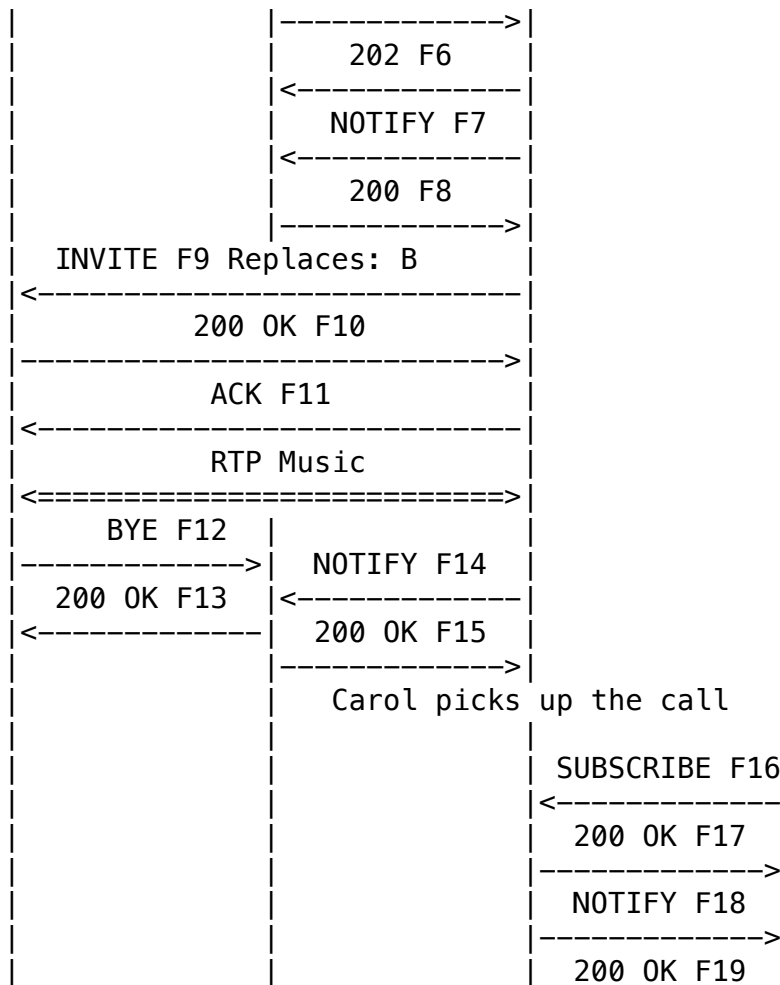 202 F6
NOTIFY F7
200 F8
INVITE F9 Replaces: B
200 OK F10
ACK F11
RTP Music
BYE F12
NOTIFY F14
200 OK F13
200 OK F15
Carol picks up the call
SUBSCRIBE F16
200 OK F17
NOTIFY F18
200 OK F19